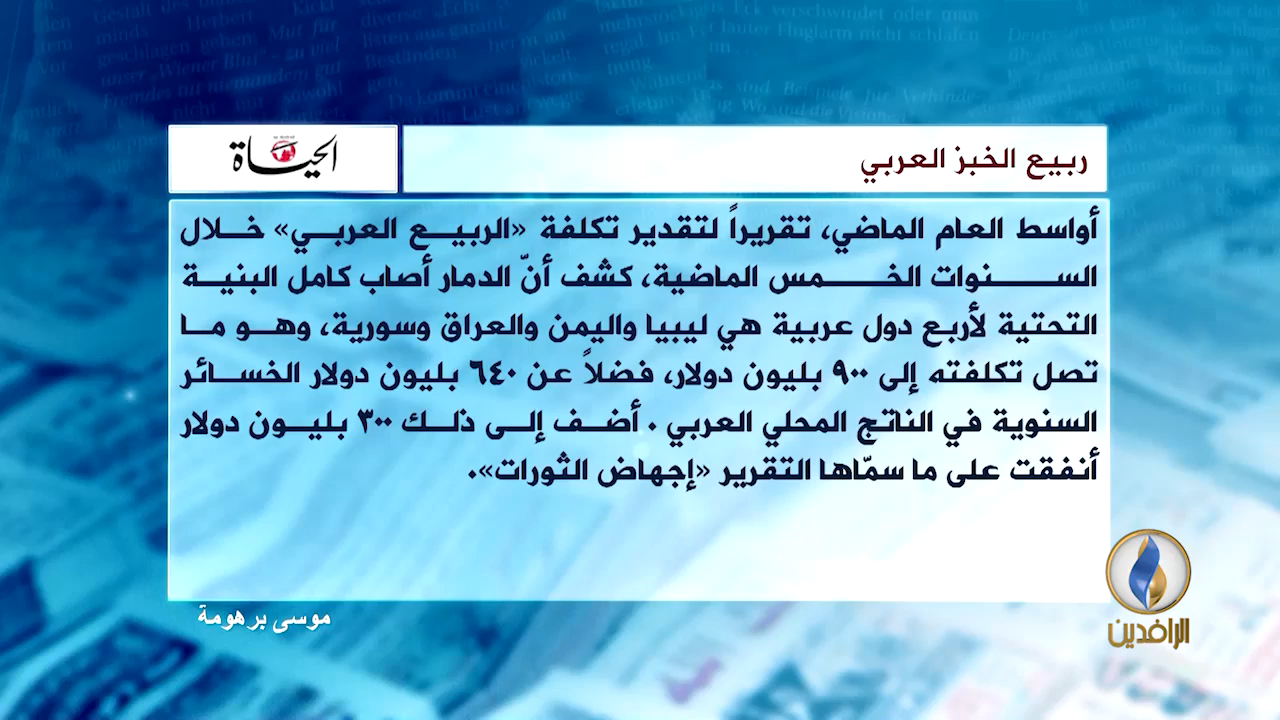 ربيع الخبز العربي
الحياة
أواسط العام الماضي، تقريراً لتقدير تكلفة «الربيع العربي» خلال
السنوات الخمس الماضية، كشف أنّ الدمار أصاب كامل البنية
التحتية لأربع دول عربية هي ليبيا واليمن والعراق وسورية، وهو ما
تصل تكلفته إلى ٩٠٠ بليون دولار، فضلاً عن ٦٤٠ بليون دولار الخسائر
السنوية في الناتج المحلي العربي . أضف إلى ذلك ٣٠٠ بليون دولار
أنفقت على ما سمّاها التقرير «إجهاض الثورات».
موسى برهومة
الرافدين